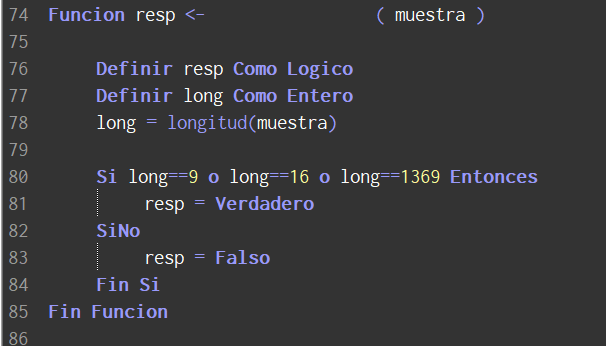 74 Funcion resp <- ( muestra )
75
76 Definir resp Como Logico
77 Definir long Como Entero
78 long = longitud(muestra)
79
80 Si long==9 o long==16 o long==1369 Entonces
81 resp = Verdadero
82 SiNo
83 resp = Falso
84 Fin Si
85 Fin Funcion
86